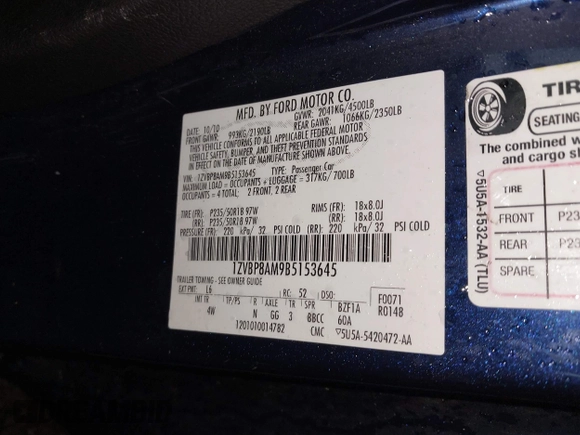 MFD. BY FORD MOTOR CO.
DATE: 10/10 GVWR: 2041KG/4500LB
FRONT GAWR: 993KG/2190LB REAR GAWR: 1066KG/2350LB
THIS VEHICLE CONFORMS TO ALL APPLICABLE FEDERAL MOTOR
VEHICLE SAFETY, BUMPER, AND THEFT PREVENTION STANDARDS
IN EFFECT ON THE DATE OF MANUFACTURE SHOWN ABOVE.
VIN: 1ZVBP8AM9B5153645 TYPE: Passenger Car
MAXIMUM LOAD = OCCUPANTS + LUGGAGE = 317KG/700LB
OCCUPANTS = 4 TOTAL: 2 FRONT, 2 REAR
TIRE (FR): P235/50R18 97W RIMS (FR): 18x8.0J
(RR): P235/50R18 97W (RR): 18x8.0J
PRESSURE (FR): 220 kPa/ 32 PSI COLD (RR): 220 kPa/ 32 PSI COLD
1ZVBP8AM9B5153645
TRAILER TOWING - SEE OWNER GUIDE
EXT PNT: L6 RC: 52 DSO: F0071
INT TR TP/PS R AXLE TR SPR BZF1A R0148
4W N GG 3 BBCC 60A
1201010014782 CMC ▽5U5A-5420472-AA
TIR
SEATING
The combined w
and cargo sh
TIRE
FRONT P23
REAR P23
SPARE
▽5U5A-1532-AA (TLU)